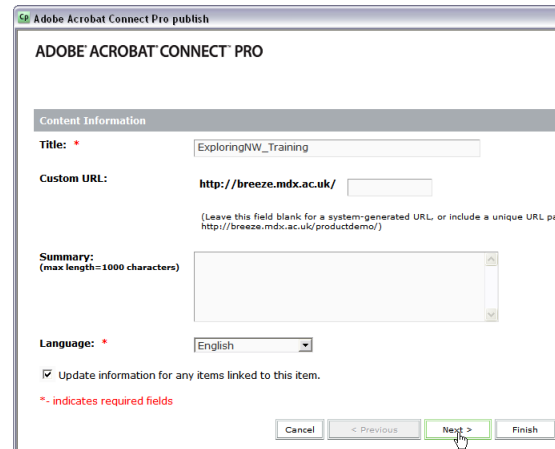 Cp Adobe Acrobat Connect Pro publish
ADOBE® ACROBAT® CONNECT™ PRO
Content Information
Title: * ExploringNW_Training
Custom URL: http://breeze.mdx.ac.uk/
(Leave this field blank for a system-generated URL, or include a unique URL pa
http://breeze.mdx.ac.uk/productdemo/)
Summary:
(max length=1000 characters)
Language: * English
Update information for any items linked to this item.
*- indicates required fields
Cancel < Previous Next > Finish